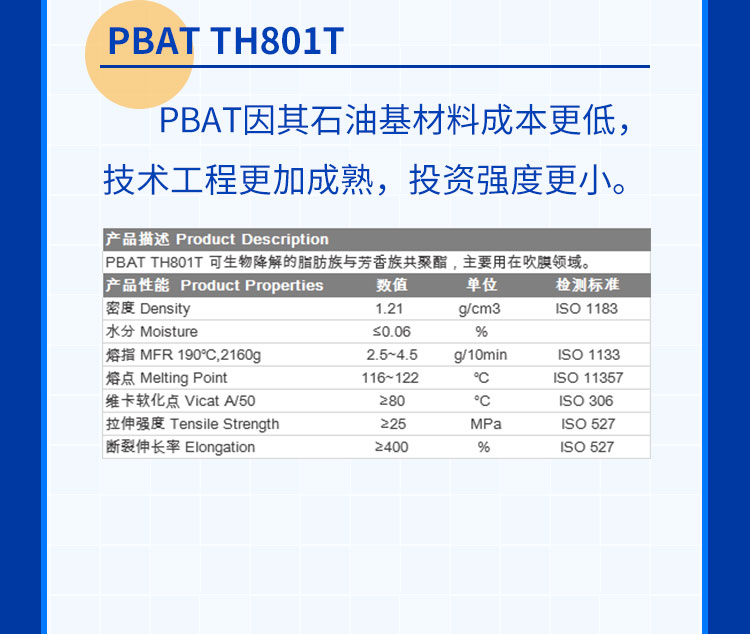 PBAT TH801T
PBAT因其石油基材料成本更低，
技术工程更加成熟，投资强度更小。
产品描述 Product Description
PBAT TH801T 可生物降解的脂肪族与芳香族共聚酯，主要用在吹膜领域。
产品性能 Product Properties 数值 单位 检测标准
密度 Density 1.21 g/cm3 ISO 1183
水分 Moisture ≤0.06 %
熔指 MFR 190℃,2160g 2.5~4.5 g/10min ISO 1133
熔点 Melting Point 116~122 ℃ ISO 11357
维卡软化点 Vicat A/50 ≥80 ℃ ISO 306
拉伸强度 Tensile Strength ≥25 MPa ISO 527
断裂伸长率 Elongation ≥400 % ISO 527